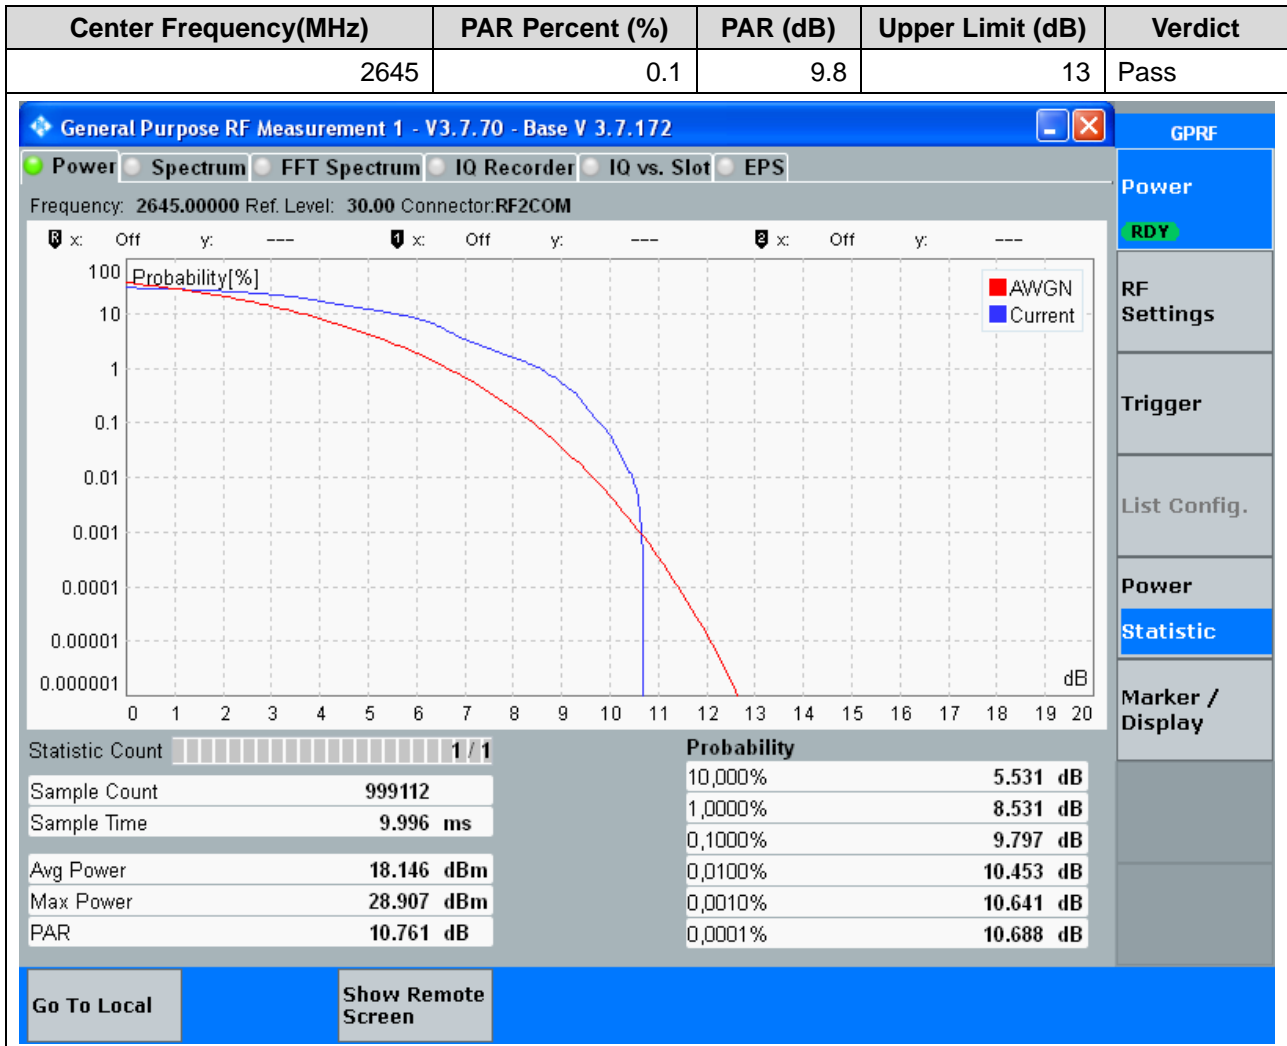 Center Frequency(MHz) PAR Percent (%) PAR (dB) Upper Limit (dB) Verdict
2645 0.1 9.8 13 Pass
General Purpose RF Measurement 1 - V3.7.70 - Base V 3.7.172
GPRF
Power Spectrum FFT Spectrum IQ Recorder IQ vs. Slot EPS
Frequency: 2645.00000 Ref. Level: 30.00 Connector:RF2COM
R x: Off y: --- 1 x: Off y: --- 2 x: Off y: ---
Probability[%]
AWGN
Current
100
10
1
0.1
0.01
0.001
0.0001
0.00001
0.000001
dB
0 1 2 3 4 5 6 7 8 9 10 11 12 13 14 15 16 17 18 19 20
Statistic Count 1 / 1
Sample Count 999112
Sample Time 9.996 ms
Avg Power 18.146 dBm
Max Power 28.907 dBm
PAR 10.761 dB
Probability
10,000% 5.531 dB
1,0000% 8.531 dB
0,1000% 9.797 dB
0,0100% 10.453 dB
0,0010% 10.641 dB
0,0001% 10.688 dB
Power
RDY
RF
Settings
Trigger
List Config.
Power
Statistic
Marker /
Display
Go To Local
Show Remote
Screen